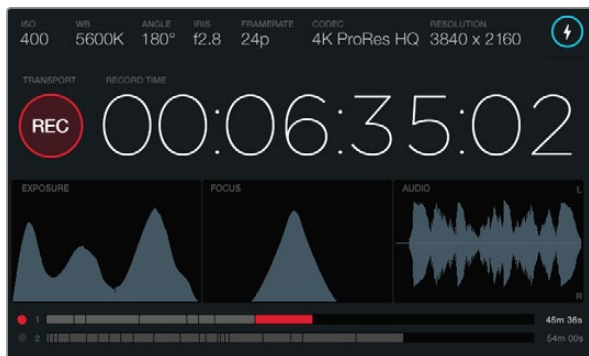 ISO WB ANGLE IRIS FRAMERATE CODEC RESOLUTION
400 5600K 180° f2.8 24p 4K ProRes HQ 3840 x 2160
TRANSPORT RECORD TIME
REC 00:06:35:02
EXPOSURE FOCUS AUDIO L
R
1 45m 36s
2 54m 00s